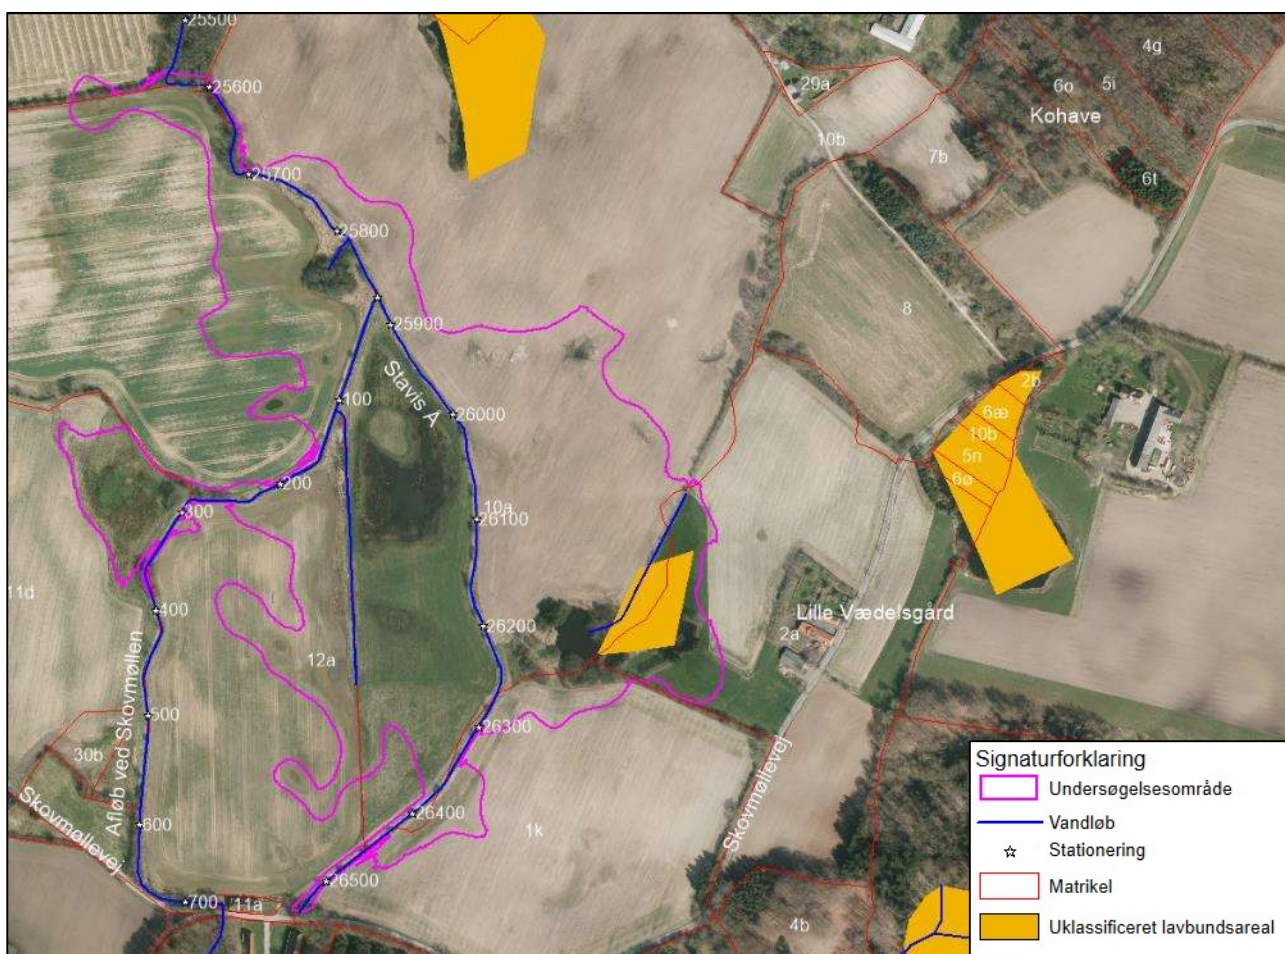 25500
4g
5i
6o
29a
25600
Kohave
10b
7b
25700
6t
25800
8
25900
Stavis Å
2b
100
26000
6æ
10b
5n
200
6ø
300
10a
26100
11d
400
Lille Vædelsgård
26200
2a
12a
500
26300
30b
Afløb ved Skovmøllen
Skovmøllevej
Skovmøllevej
600
26400
1k
26500
700
11a
4b
Signaturforklaring
Undersøgelsesområde
Vandløb
Stationering
Matrikel
Uklassificeret lavbundsareal